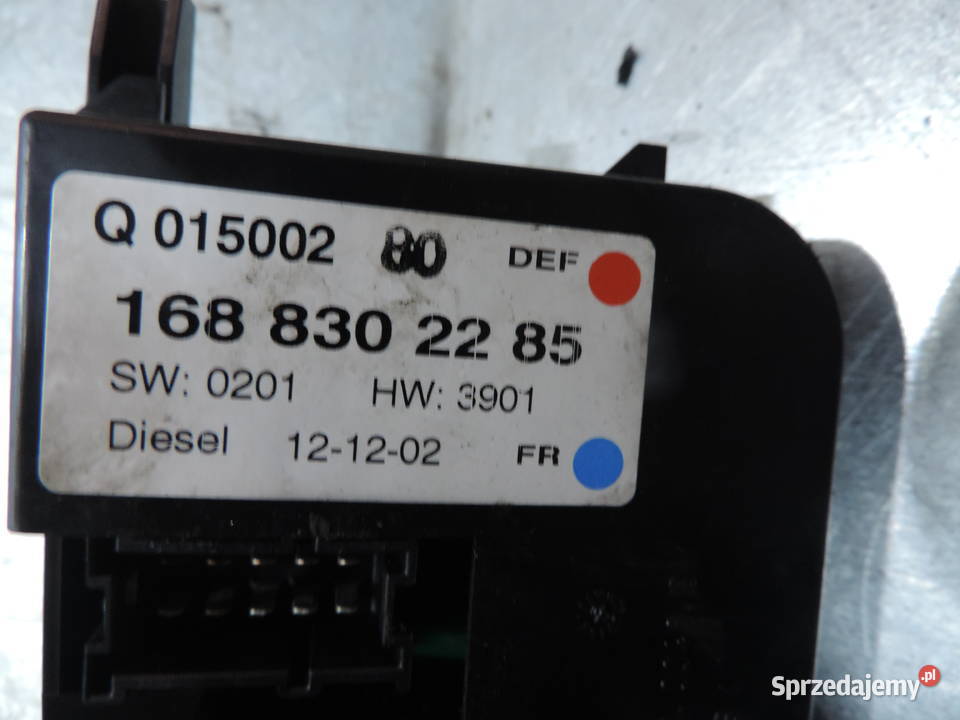 Q 015002 80 DEF
168 830 22 85
SW: 0201 HW: 3901
Diesel 12-12-02 FR
Sprzedajemy.pl